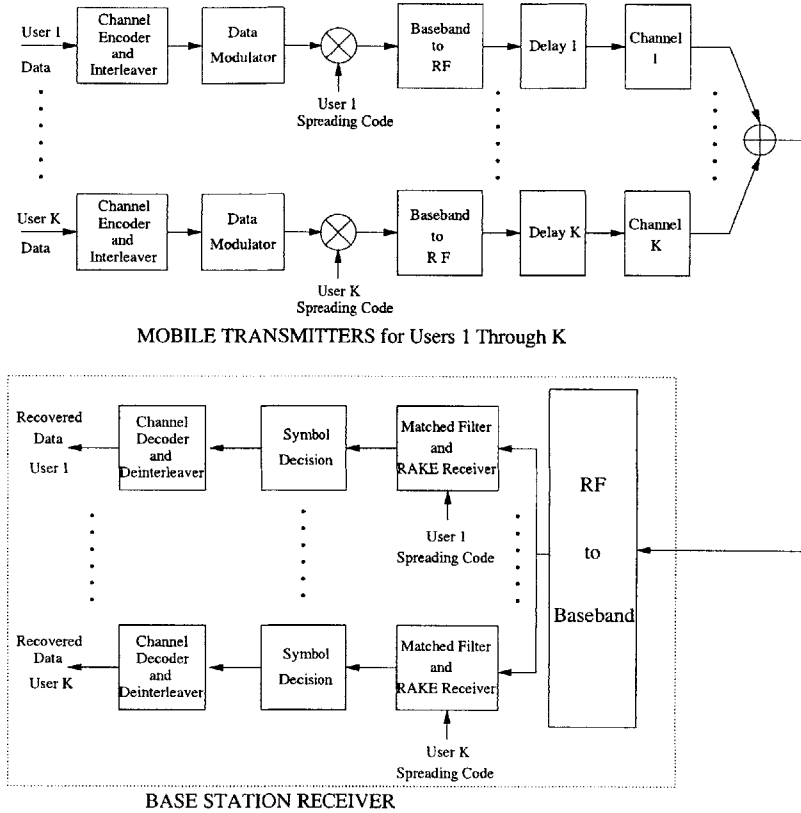 User 1
Data
Channel
Encoder
and
Interleaver
Data
Modulator
User 1
Spreading Code
Baseband
to
RF
Delay 1
Channel
1
User K
Data
Channel
Encoder
and
Interleaver
Data
Modulator
User K
Spreading Code
Baseband
to
R F
Delay K
Channel
K
MOBILE TRANSMITTERS for Users 1 Through K
Recovered
Data
User 1
Channel
Decoder
and
Deinterleaver
Symbol
Decision
Matched Filter
and
RAKE Receiver
User 1
Spreading Code
RF
to
Baseband
Recovered
Data
User K
Channel
Decoder
and
Deinterleaver
Symbol
Decision
Matched Filter
and
RAKE Receiver
User K
Spreading Code
BASE STATION RECEIVER